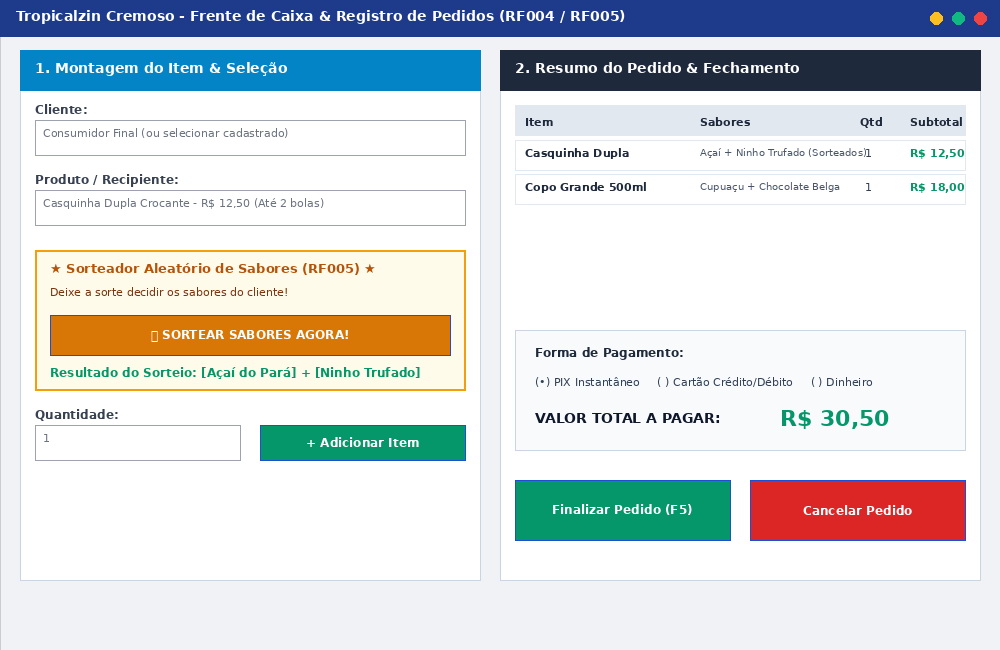 Tropicalzin Cremoso - Frente de Caixa & Registro de Pedidos (RF004 / RF005)
1. Montagem do Item & Seleção
Cliente:
Consumidor Final (ou selecionar cadastrado)
Produto / Recipiente:
Casquinha Dupla Crocante - R$ 12,50 (Até 2 bolas)
★ Sorteador Aleatório de Sabores (RF005) ★
Deixe a sorte decidir os sabores do cliente!
SORTEAR SABORES AGORA!
Resultado do Sorteio: [Açaí do Pará] + [Ninho Trufado]
Quantidade:
1
+ Adicionar Item
2. Resumo do Pedido & Fechamento
Item Sabores Qtd Subtotal
Casquinha Dupla Açaí + Ninho Trufado (Sorteados) 1 R$ 12,50
Copo Grande 500ml Cupuaçu + Chocolate Belga 1 R$ 18,00
Forma de Pagamento:
(•) PIX Instantâneo ( ) Cartão Crédito/Débito ( ) Dinheiro
VALOR TOTAL A PAGAR: R$ 30,50
Finalizar Pedido (F5)
Cancelar Pedido